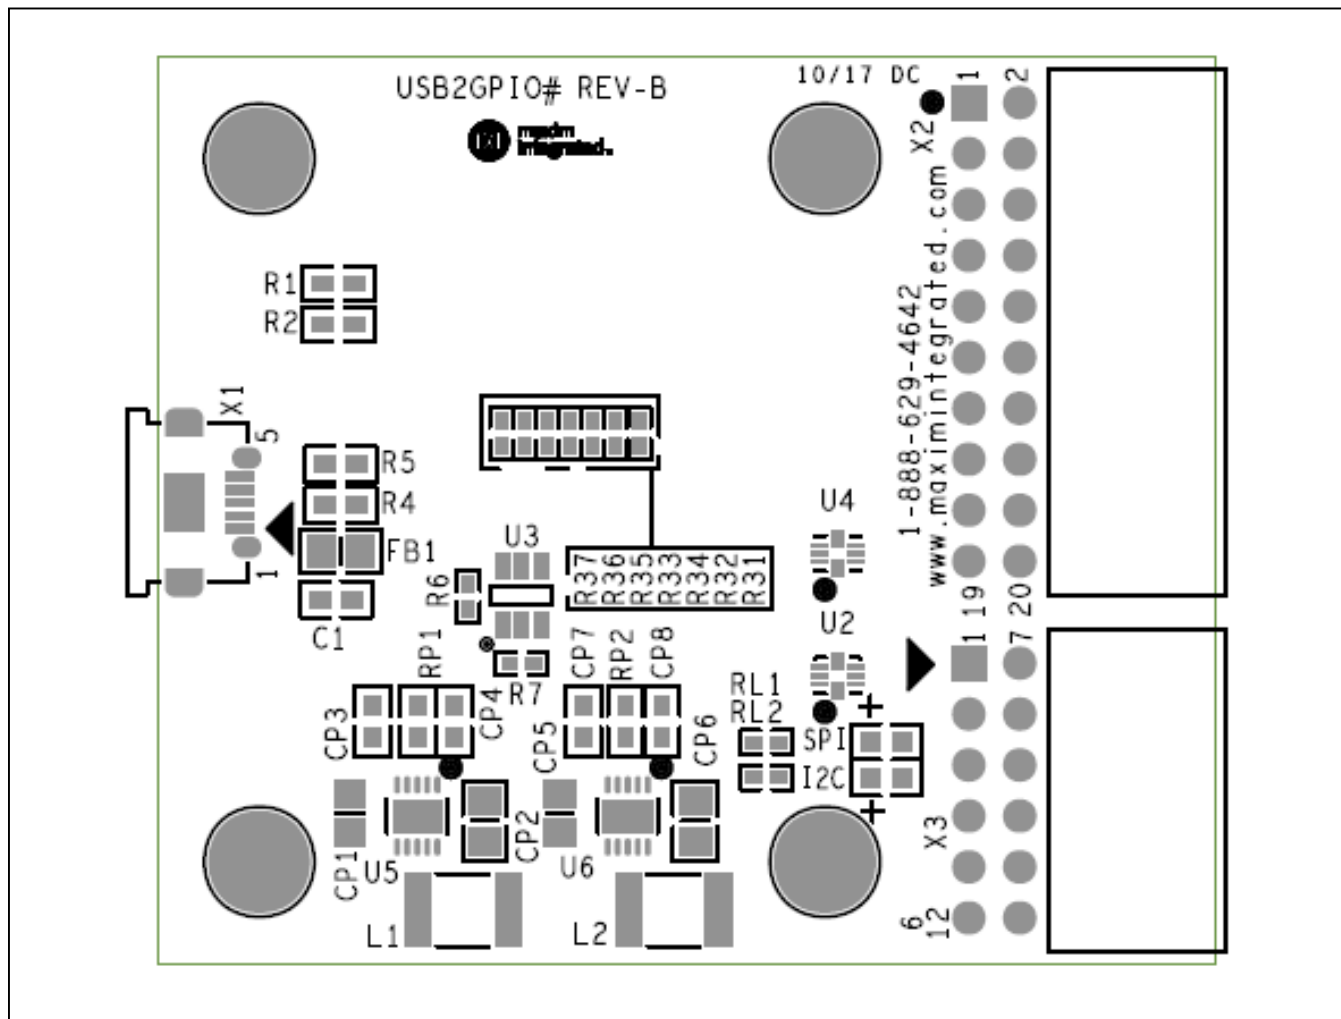 USB2GPIO# REV-B
maxim
integrated™
10/17 DC
1
2
X2
www.maximintegrated.com
1-888-629-4642
R1
R2
X1
5
1
R5
R4
FB1
C1
U3
R6
R7
R37
R36
R35
R33
R34
R32
R31
U4
U2
19
20
1
7
RP1
CP3
CP4
CP7
RP2
CP8
CP5
CP6
RL1
RL2
+
SPI
I2C
+
X3
6
12
CP1
U5
CP2
U6
L1
L2